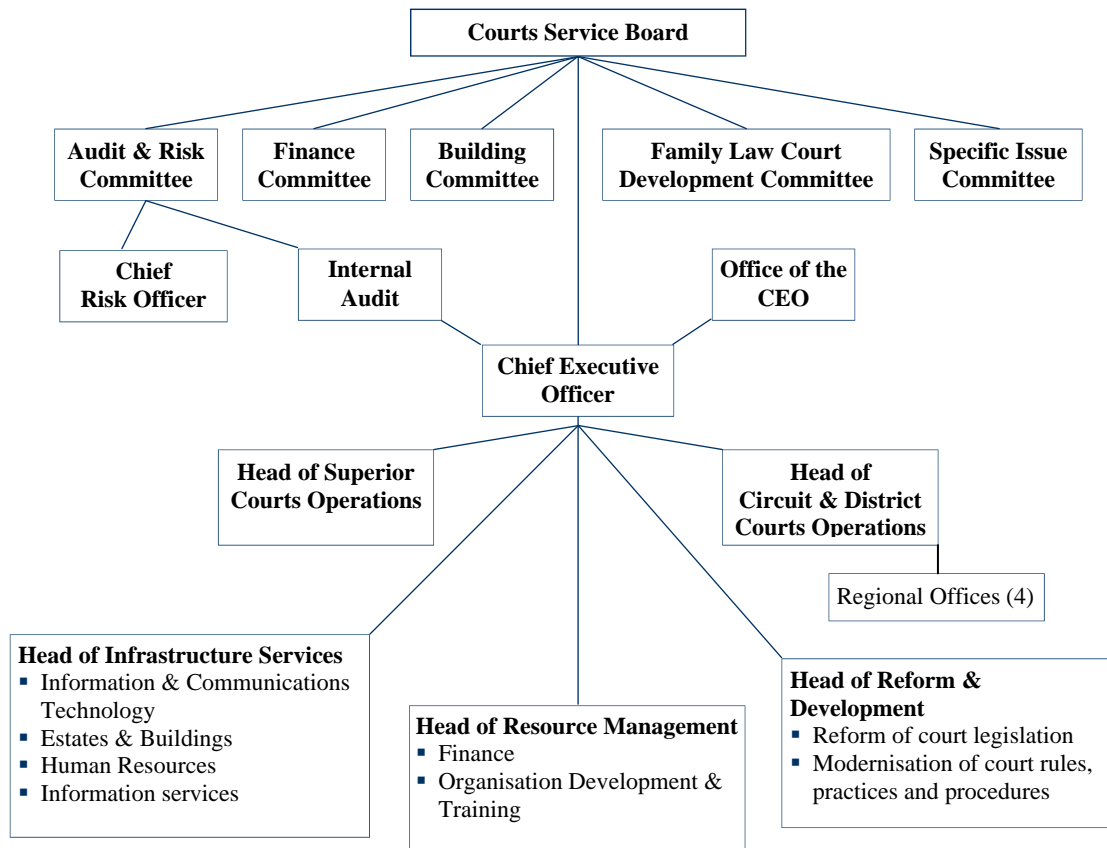 Courts Service Board
Audit & Risk
Committee
Finance
Committee
Building
Committee
Family Law Court
Development Committee
Specific Issue
Committee
Chief
Risk Officer
Internal
Audit
Office of the
CEO
Chief Executive
Officer
Head of Superior
Courts Operations
Head of
Circuit & District
Courts Operations
Regional Offices (4)
Head of Infrastructure Services
▪ Information & Communications
Technology
▪ Estates & Buildings
▪ Human Resources
▪ Information services
Head of Resource Management
▪ Finance
▪ Organisation Development &
Training
Head of Reform &
Development
▪ Reform of court legislation
▪ Modernisation of court rules,
practices and procedures